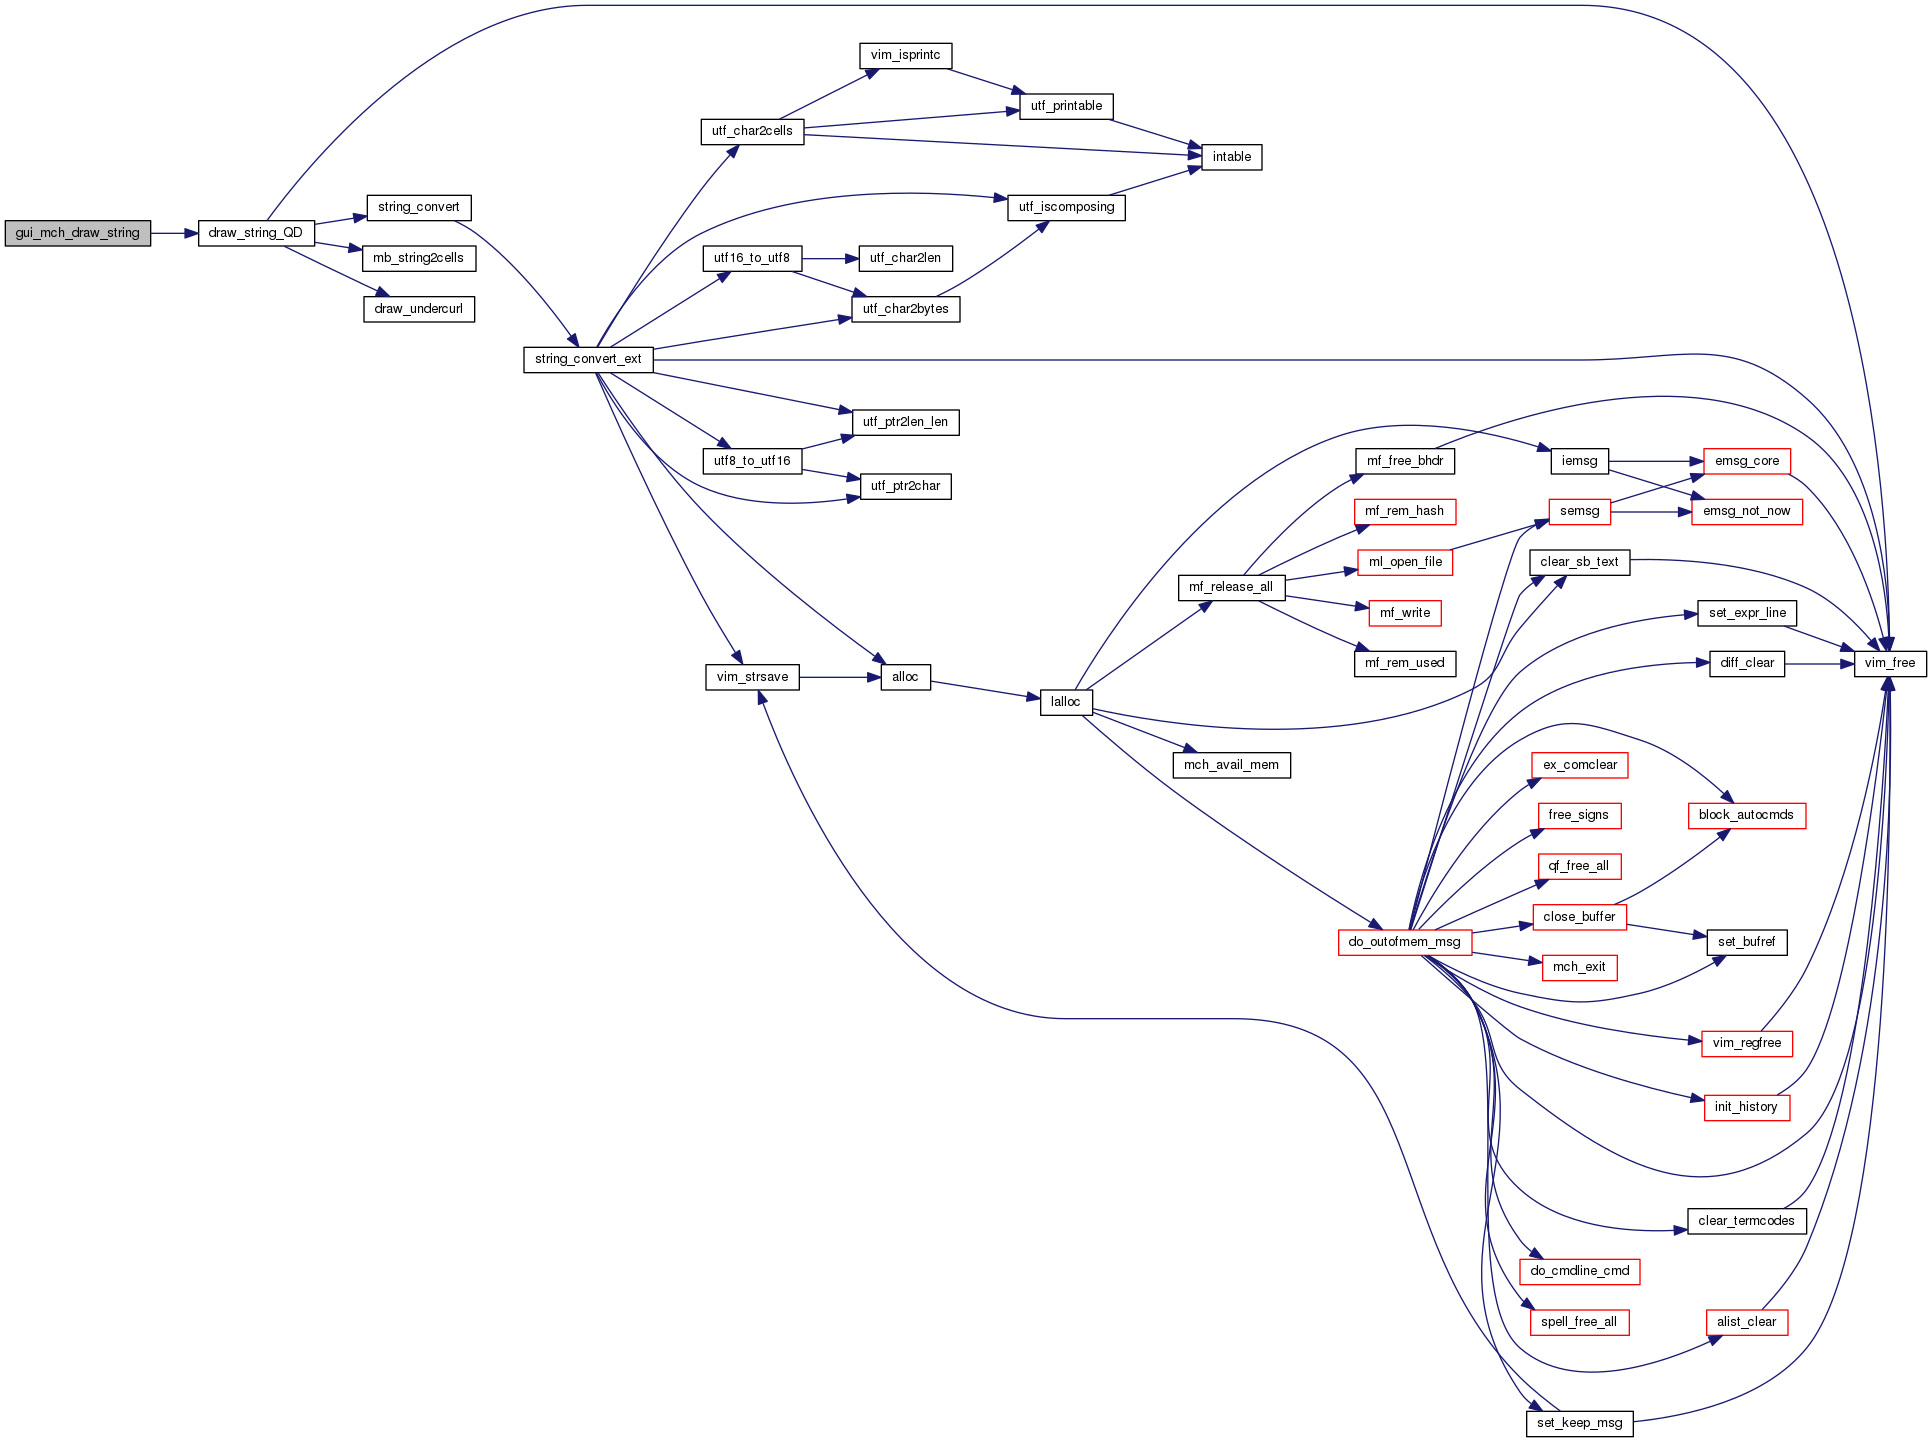 gui_mch_draw_string
draw_string_QD
string_convert
mb_string2cells
draw_undercurl
string_convert_ext
vim_isprintc
utf_char2cells
utf_printable
intable
utf_iscomposing
utf16_to_utf8
utf_char2len
utf_char2bytes
utf_ptr2len_len
utf8_to_utf16
utf_ptr2char
vim_strsave
alloc
lalloc
mf_release_all
mch_avail_mem
mf_free_bhdr
mf_rem_hash
ml_open_file
mf_write
mf_rem_used
do_outofmem_msg
iemsg
semsg
clear_sb_text
emsg_core
emsg_not_now
set_expr_line
diff_clear
vim_free
ex_comclear
free_signs
qf_free_all
close_buffer
mch_exit
block_autocmds
set_bufref
vim_regfree
init_history
clear_termcodes
do_cmdline_cmd
spell_free_all
alist_clear
set_keep_msg